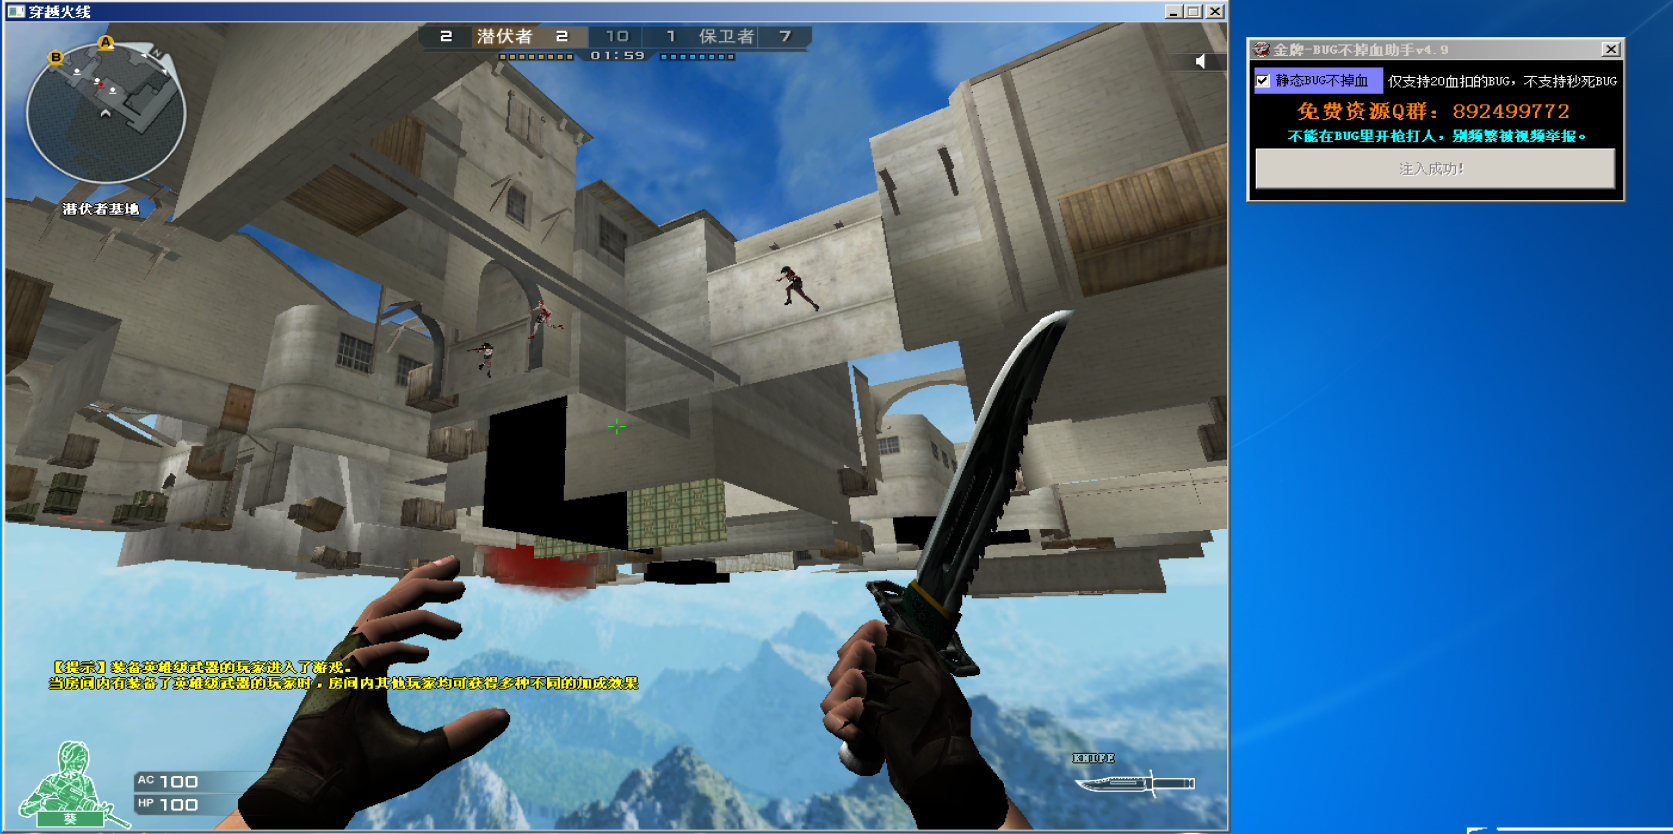 穿越火线
2 潜伏者 2 10 1 保卫者 7
01:59
A
B
N
潜伏者基地
【提示】装备英雄级武器的玩家进入了游戏。
当房间内有装备了英雄级武器的玩家时，房间内其他玩家均可获得多种不同的加成效果
AC 100
HP 100
葵
KNIFE
金牌-BUG不掉血助手v4.9
静态BUG不掉血 仅支持20血扣的BUG，不支持秒死BUG
免费资源Q群：892499772
不能在BUG里开枪打人，别频繁被视频举报。
注入成功!